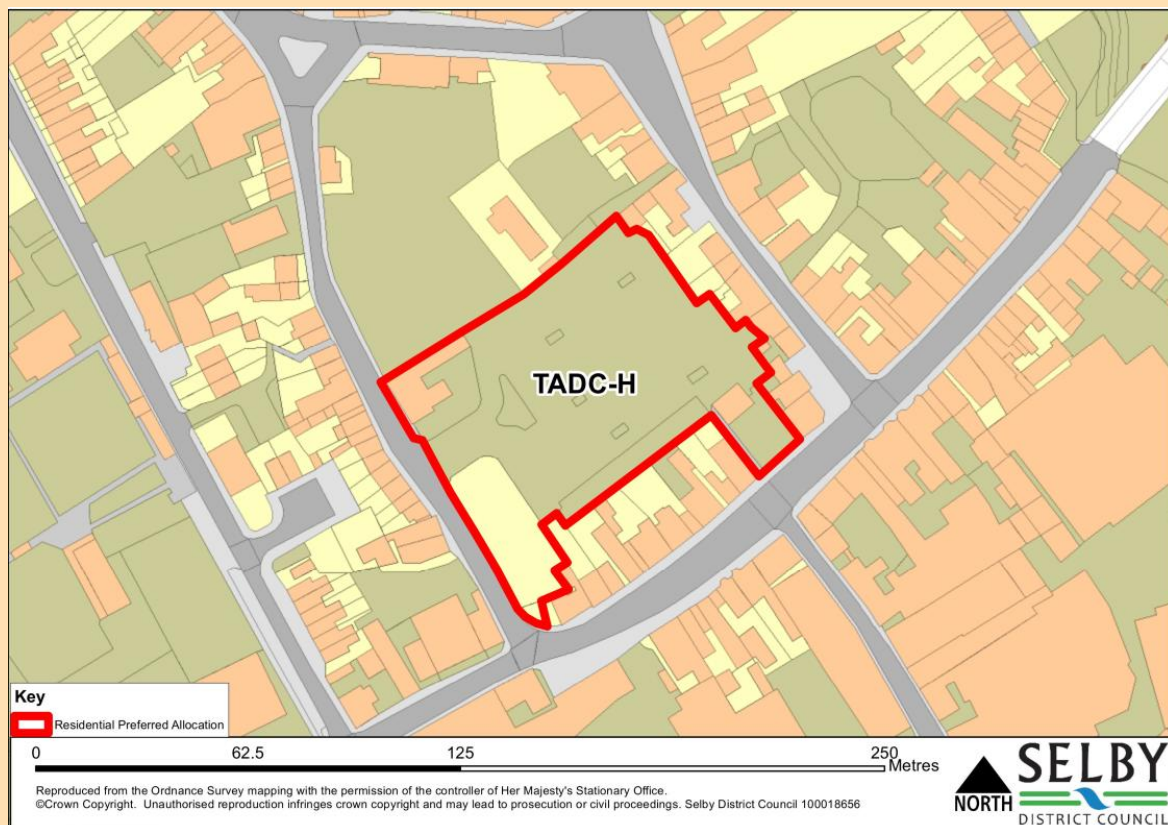 TADC-H
Key
Residential Preferred Allocation
0 62.5 125 250
Metres
Reproduced from the Ordnance Survey mapping with the permission of the controller of Her Majesty's Stationary Office.
©Crown Copyright. Unauthorised reproduction infringes crown copyright and may lead to prosecution or civil proceedings. Selby District Council 100018656
NORTH
SELBY
DISTRICT COUNCIL